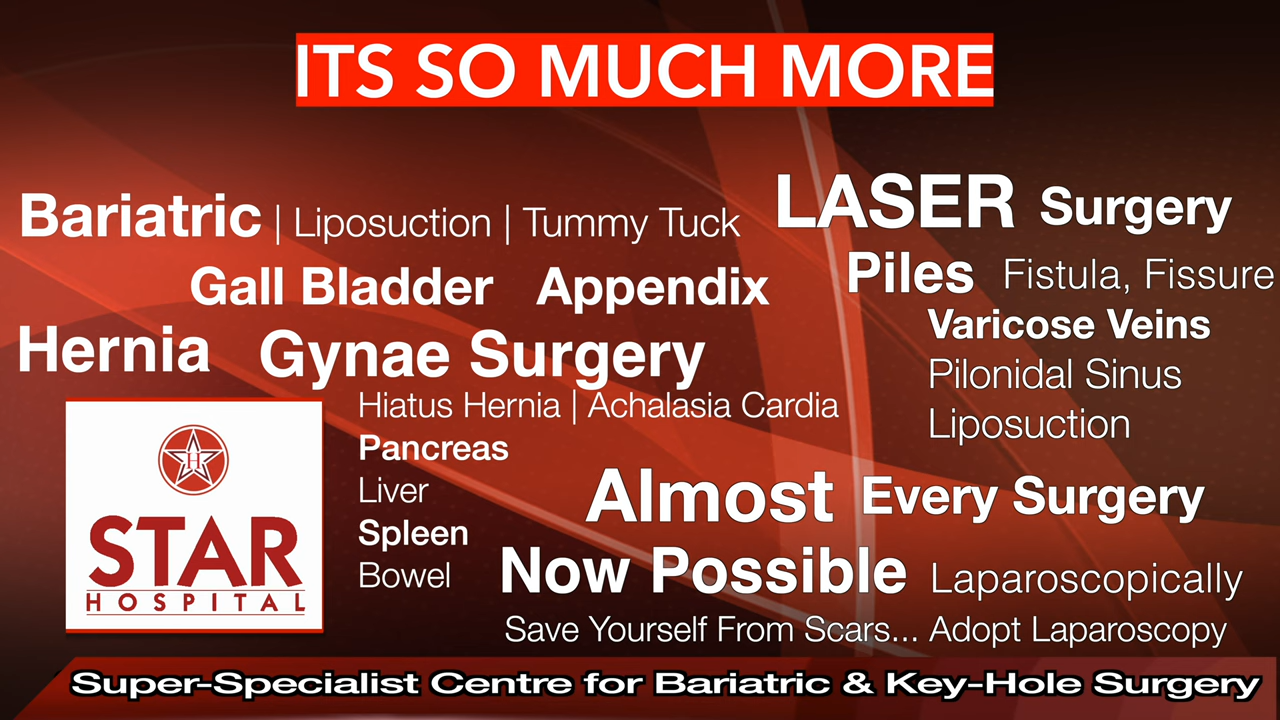 ITS SO MUCH MORE
Bariatric | Liposuction | Tummy Tuck
Gall Bladder Appendix
Hernia Gynae Surgery
Hiatus Hernia | Achalasia Cardia
Pancreas
Liver
Spleen
Bowel
LASER Surgery
Piles Fistula, Fissure
Varicose Veins
Pilonidal Sinus
Liposuction
Almost Every Surgery
Now Possible Laparoscopically
Save Yourself From Scars... Adopt Laparoscopy
H
STAR
HOSPITAL
Super-Specialist Centre for Bariatric & Key-Hole Surgery